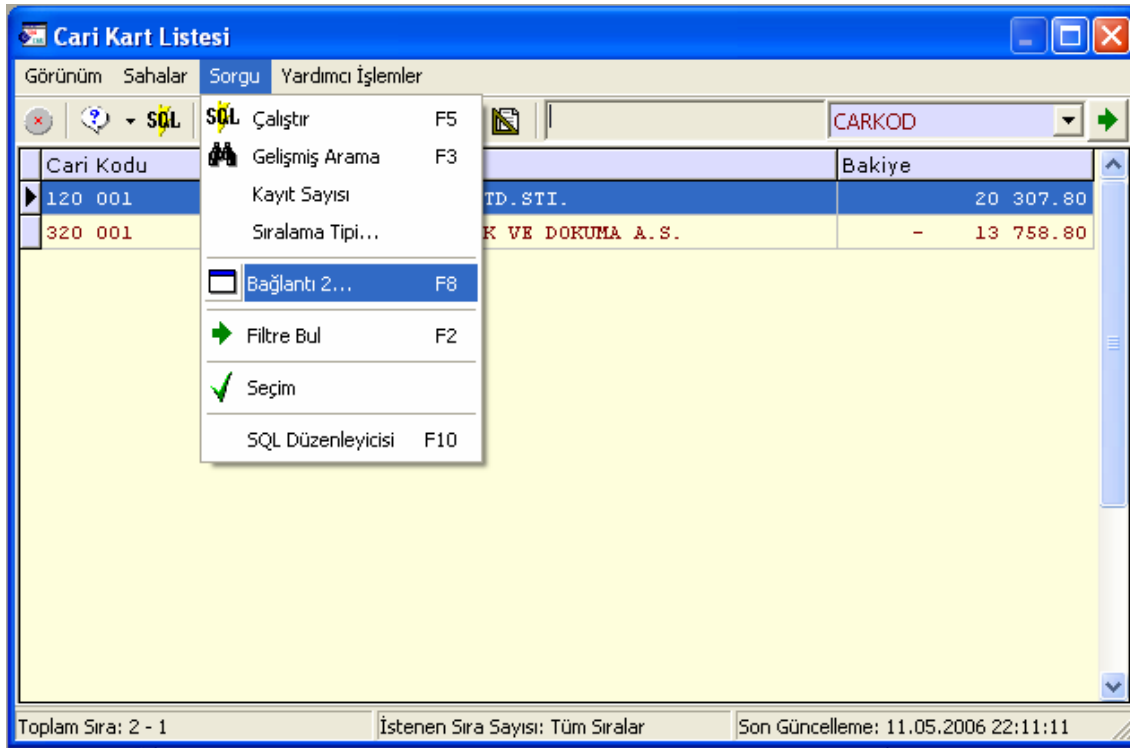 Cari Kart Listesi
Görünüm Sahalar Sorgu Yardımcı İşlemler
SQL CARKOD
SQL Çalıştır F5
Gelişmiş Arama F3
Kayıt Sayısı
Sıralama Tipi...
Bağlantı 2... F8
Filtre Bul F2
Seçim
SQL Düzenleyicisi F10
Cari Kodu Bakiye
120 001 TD.STI. 20 307.80
320 001 K VE DOKUMA A.S. - 13 758.80
Toplam Sıra: 2 - 1 İstenen Sıra Sayısı: Tüm Sıralar Son Güncelleme: 11.05.2006 22:11:11